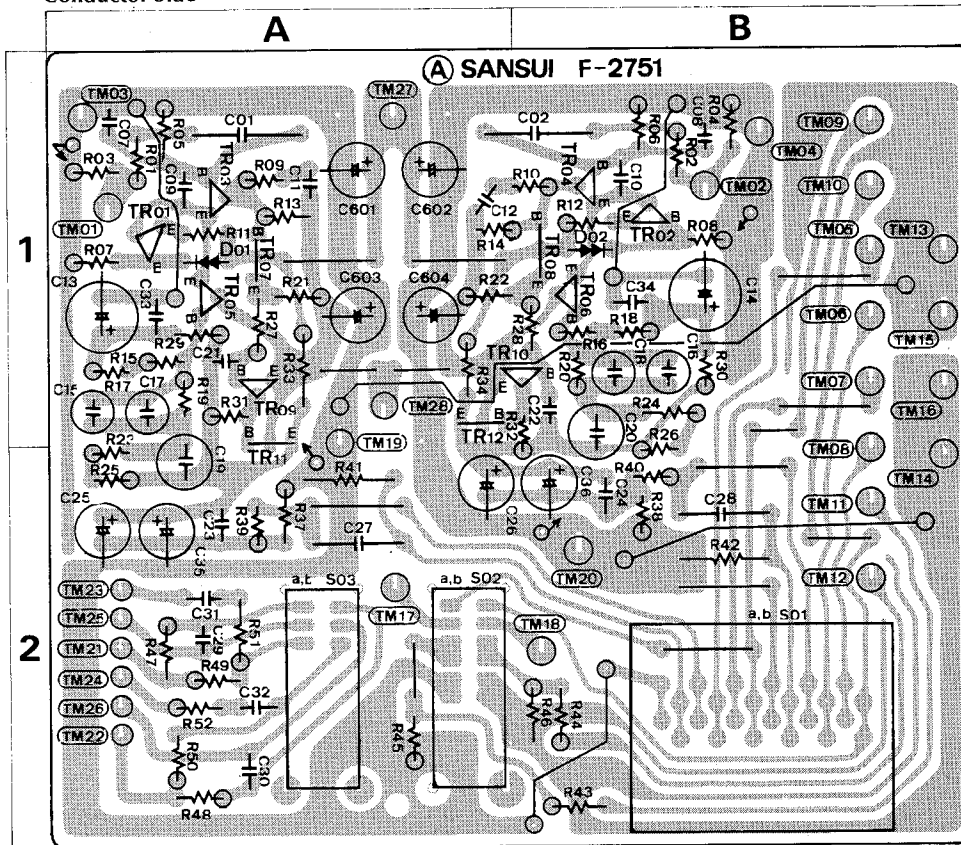 A
B
1
2
Ⓐ SANSUI F-2751
TM03
TM27
TM09
C07
R05
C01
C02
R06
C08
R04
TM04
R03
R01
C09
TR03
B
E
R09
C11
C601
C602
R10
TR04
B
E
C10
R02
TM02
TM10
TM01
TR01
B
E
R13
C12
R12
TR02
E
B
R08
TM05
TM13
R07
R11
D01
TR07
B
E
R14
TR08
B
E
D02
C13
C33
TR05
E
B
R21
C603
C604
R22
TR06
E
B
C34
C14
TM06
TM15
R29
C21
R27
R33
R28
R16
R18
C18
C16
R30
R15
R17
C15
C17
R19
R31
TR09
B
E
R34
TR10
E
B
R20
TM07
TM28
C22
R24
TM16
TR11
B
E
TM19
TR12
E
B
R32
C20
R26
TM08
R23
R25
C19
R41
R40
TM14
C25
C35
C23
R39
R37
C27
C26
C36
C24
R38
C28
TM11
R42
TM20
TM12
TM23
TM25
TM21
TM24
TM26
TM22
C31
a,b S03
TM17
a,b S02
TM18
a,b S01
R47
C29
R51
R49
C32
R52
R50
C30
R48
R45
R46
R44
R43